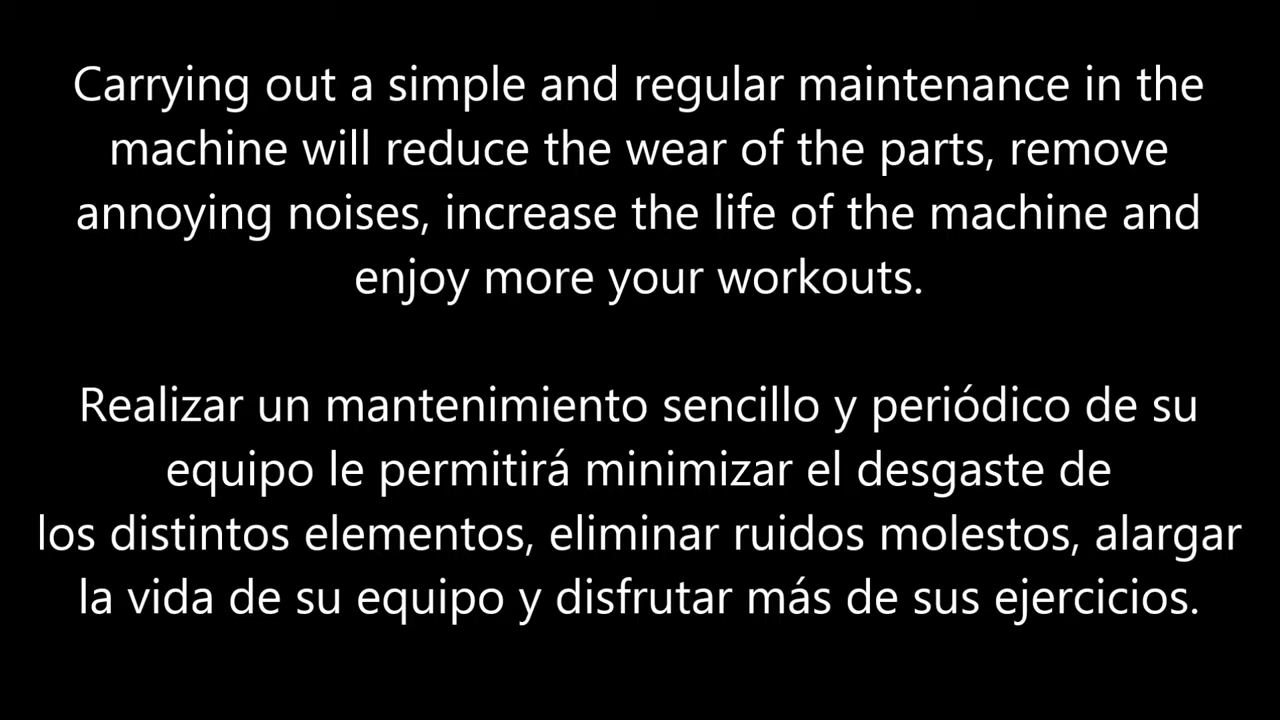 Carrying out a simple and regular maintenance in the
machine will reduce the wear of the parts, remove
annoying noises, increase the life of the machine and
enjoy more your workouts.
Realizar un mantenimiento sencillo y periódico de su
equipo le permitirá minimizar el desgaste de
los distintos elementos, eliminar ruidos molestos, alargar
la vida de su equipo y disfrutar más de sus ejercicios.